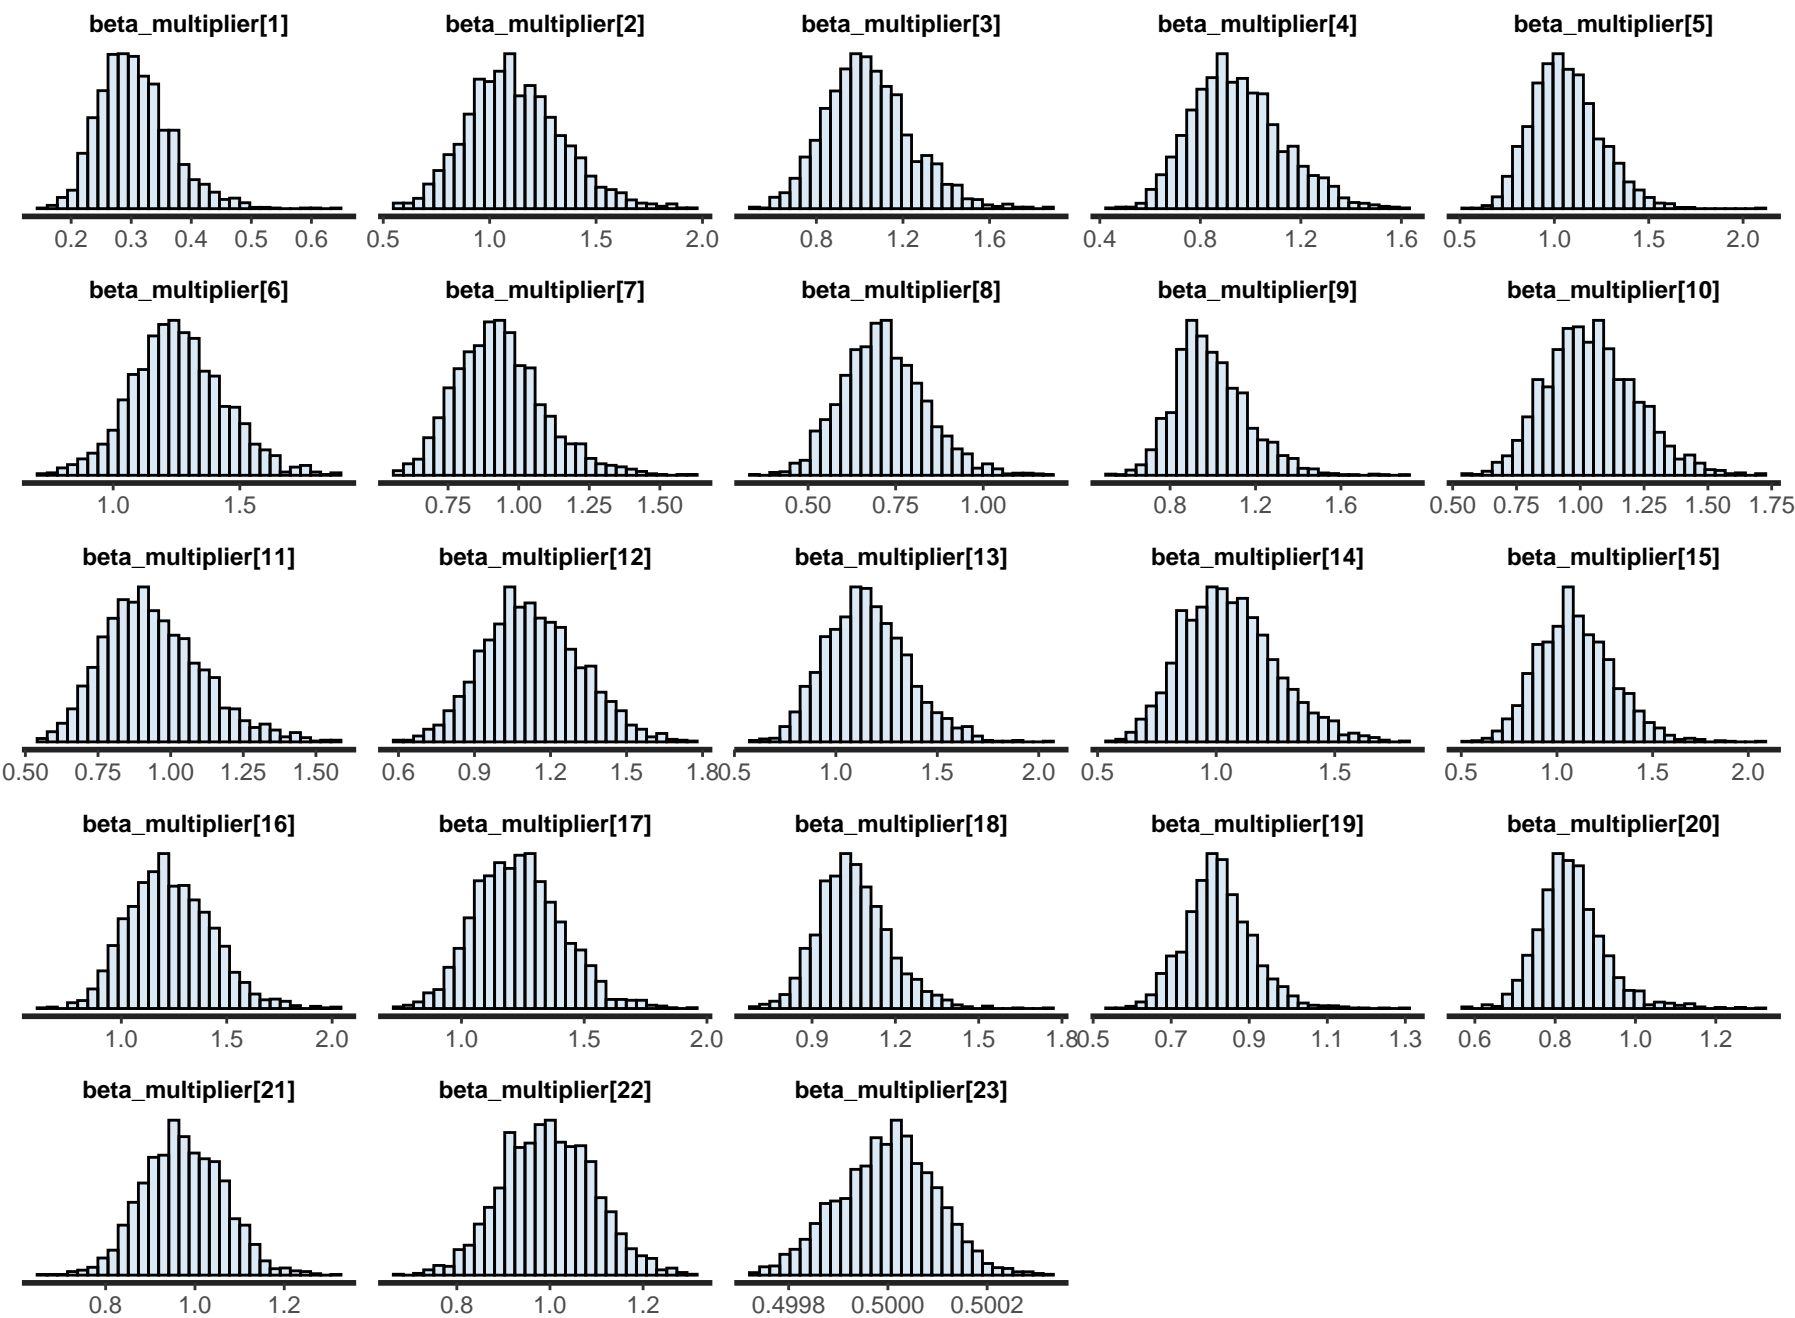 beta_multiplier[1] beta_multiplier[2] beta_multiplier[3] beta_multiplier[4] beta_multiplier[5]
0.2 0.3 0.4 0.5 0.6 0.5 1.0 1.5 2.0 0.8 1.2 1.6 0.4 0.8 1.2 1.6 0.5 1.0 1.5 2.0
beta_multiplier[6] beta_multiplier[7] beta_multiplier[8] beta_multiplier[9] beta_multiplier[10]
1.0 1.5 0.75 1.00 1.25 1.50 0.50 0.75 1.00 0.8 1.2 1.6 0.50 0.75 1.00 1.25 1.50 1.75
beta_multiplier[11] beta_multiplier[12] beta_multiplier[13] beta_multiplier[14] beta_multiplier[15]
0.50 0.75 1.00 1.25 1.50 0.6 0.9 1.2 1.5 1.8 0.5 1.0 1.5 2.0 0.5 1.0 1.5 0.5 1.0 1.5 2.0
beta_multiplier[16] beta_multiplier[17] beta_multiplier[18] beta_multiplier[19] beta_multiplier[20]
1.0 1.5 2.0 1.0 1.5 2.0 0.9 1.2 1.5 1.8 0.5 0.7 0.9 1.1 1.3 0.6 0.8 1.0 1.2
beta_multiplier[21] beta_multiplier[22] beta_multiplier[23]
0.8 1.0 1.2 0.8 1.0 1.2 0.4998 0.5000 0.5002